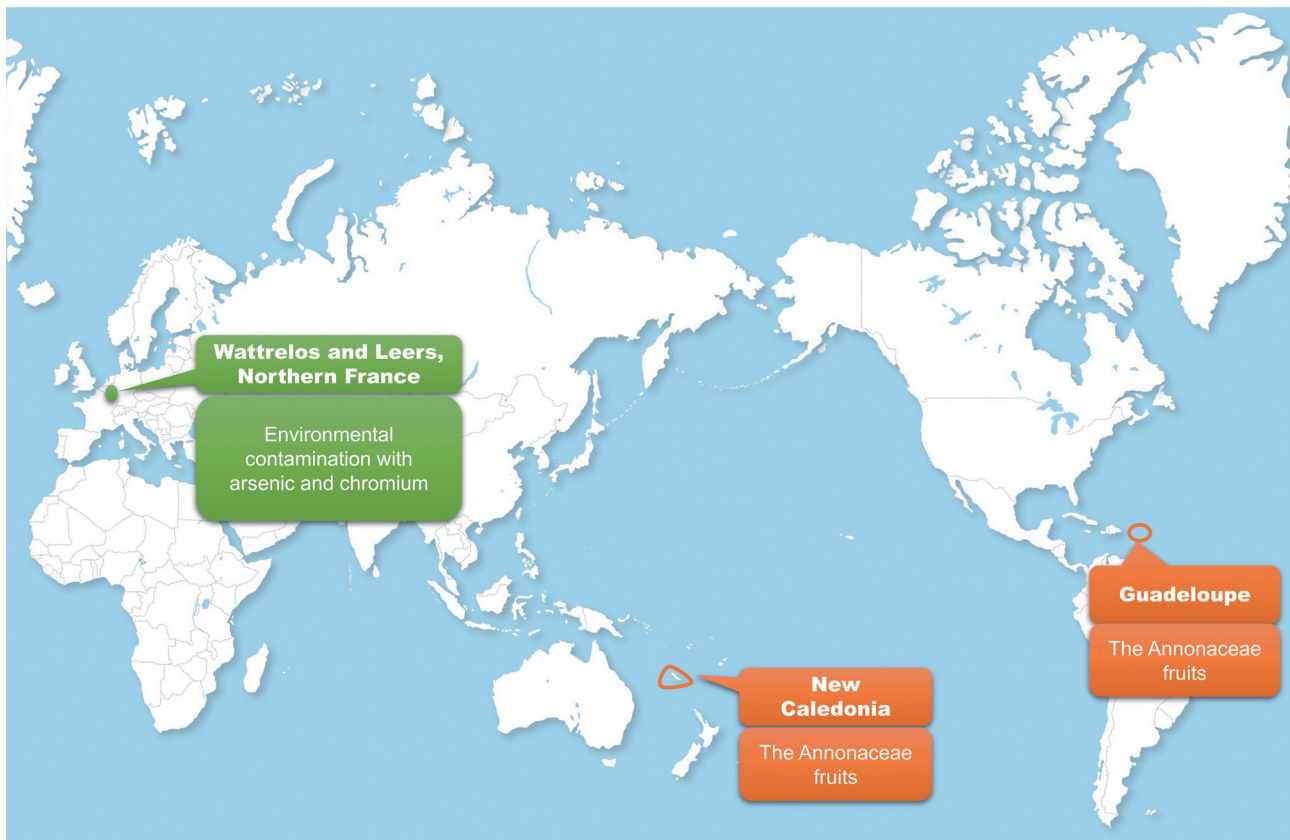 Wattrelos and Leers,
Northern France
Environmental
contamination with
arsenic and chromium
Guadeloupe
The Annonaceae
fruits
New
Caledonia
The Annonaceae
fruits